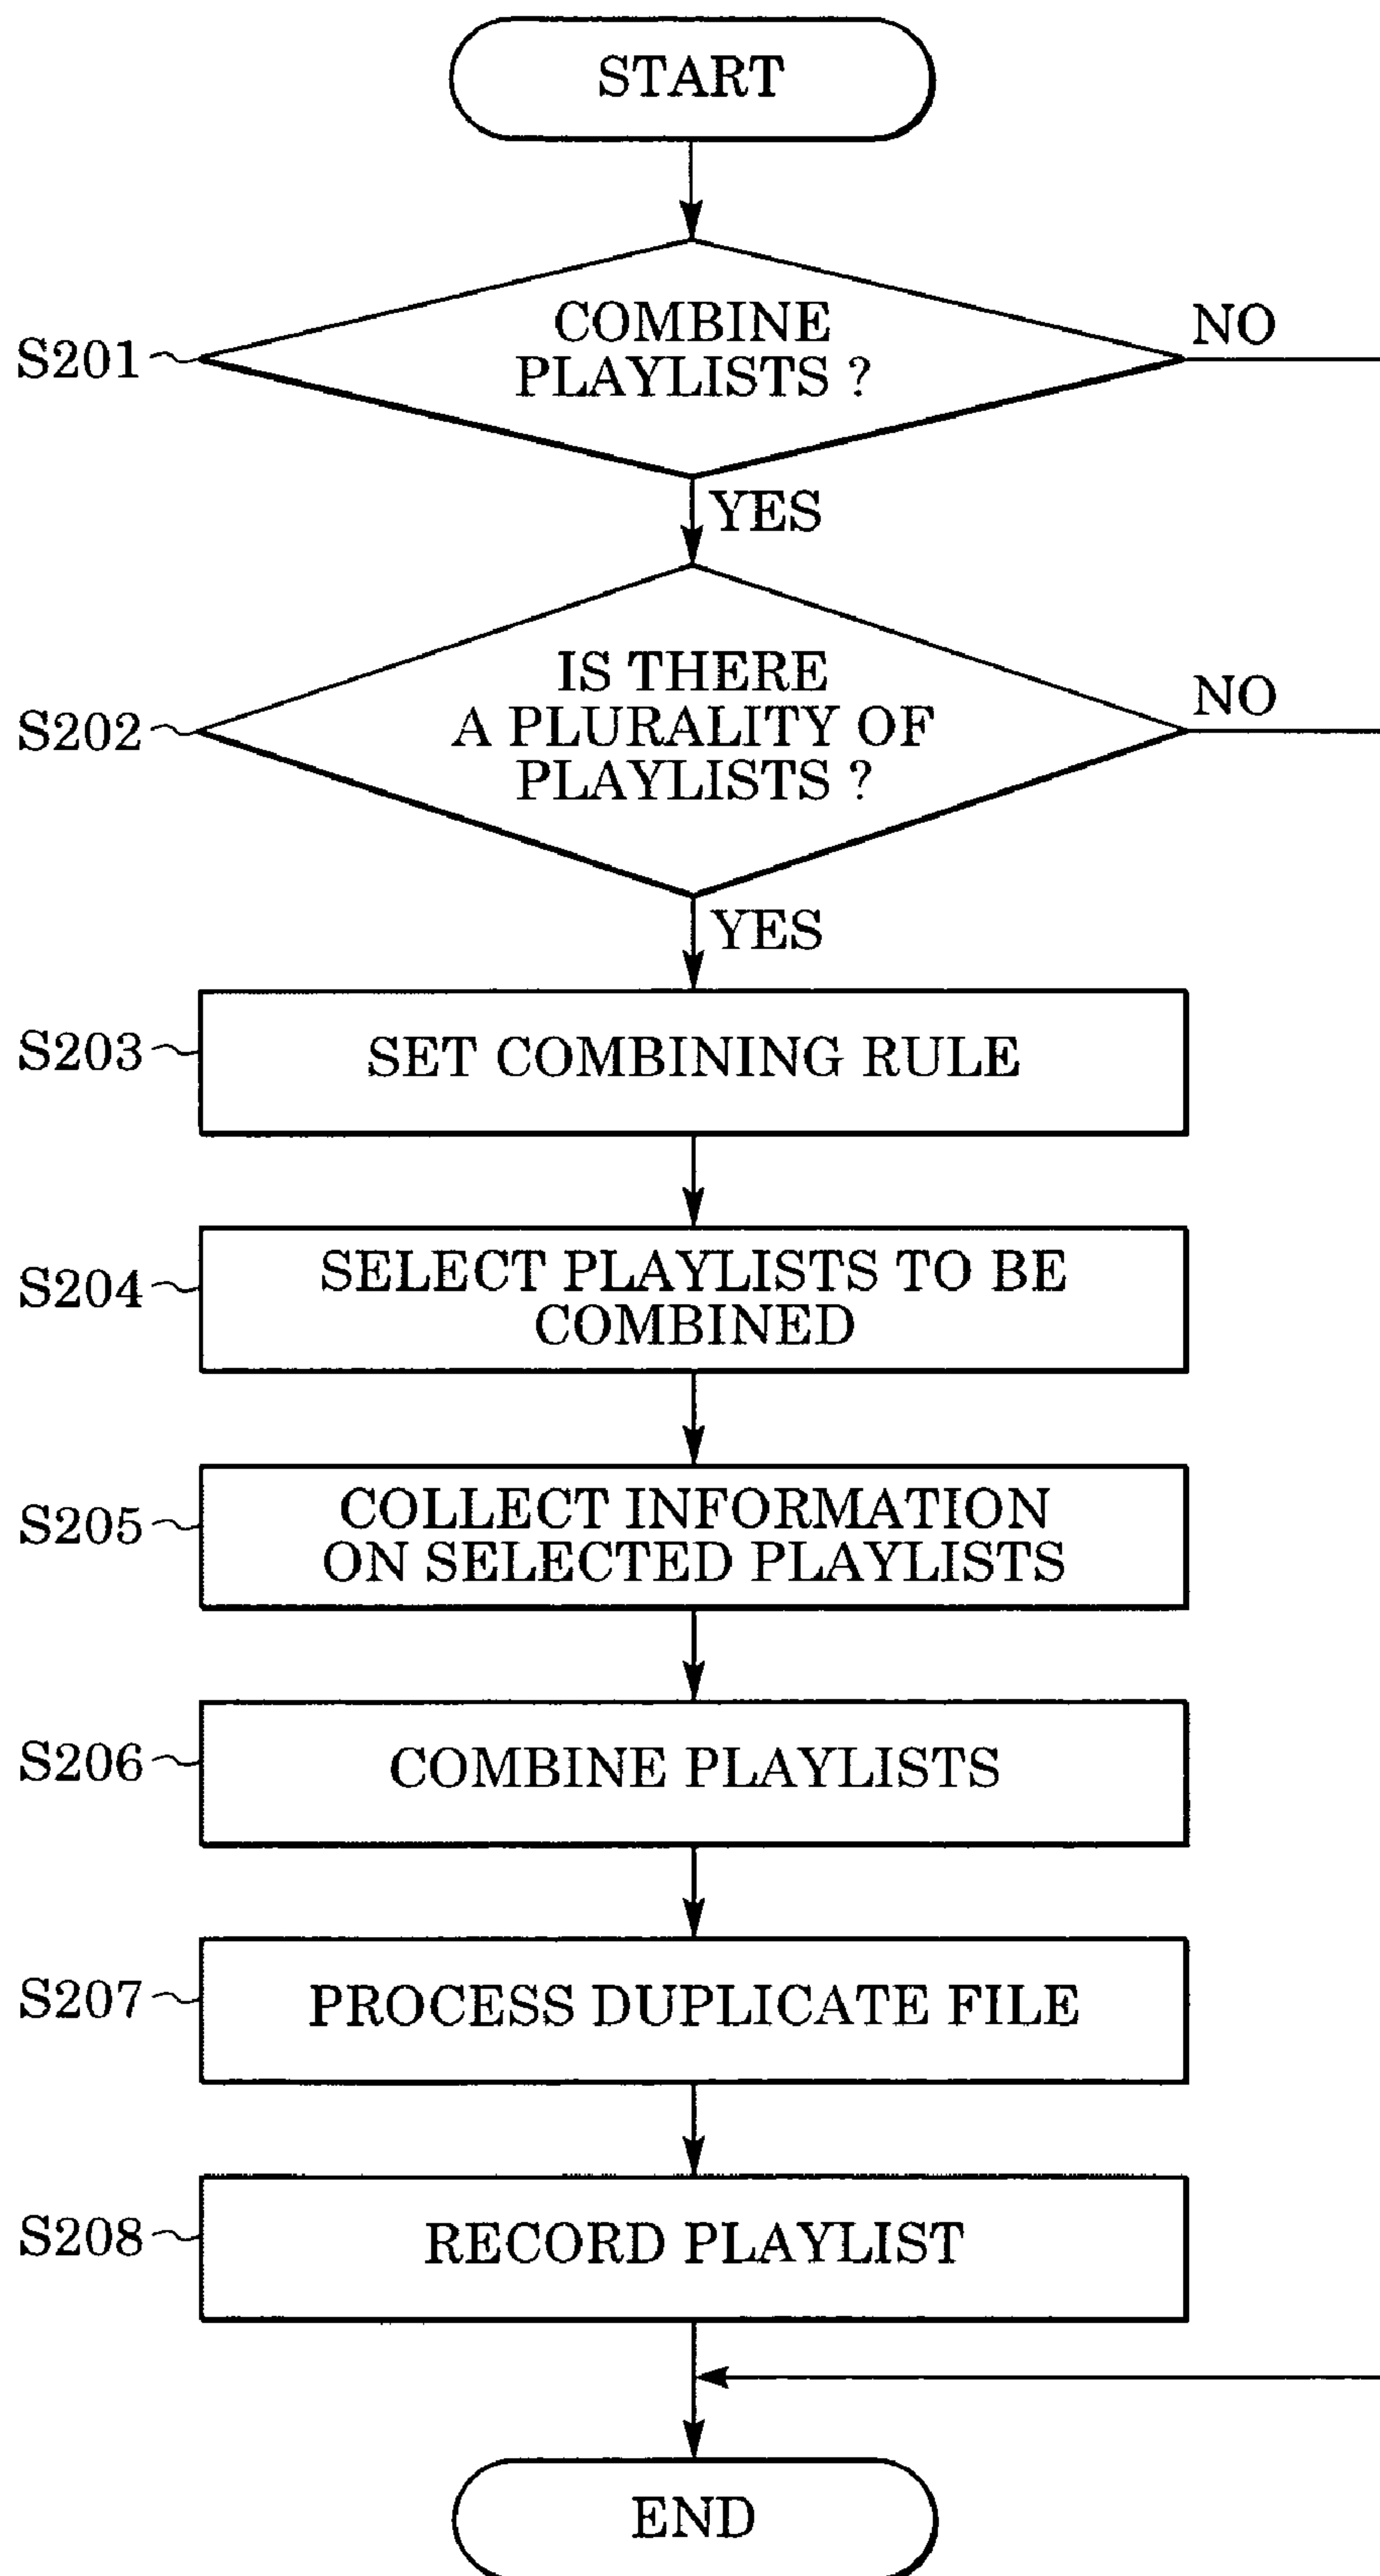 START
S201
COMBINE
PLAYLISTS ?
NO
YES
S202
IS THERE
A PLURALITY OF
PLAYLISTS ?
NO
YES
S203
SET COMBINING RULE
S204
SELECT PLAYLISTS TO BE
COMBINED
S205
COLLECT INFORMATION
ON SELECTED PLAYLISTS
S206
COMBINE PLAYLISTS
S207
PROCESS DUPLICATE FILE
S208
RECORD PLAYLIST
END